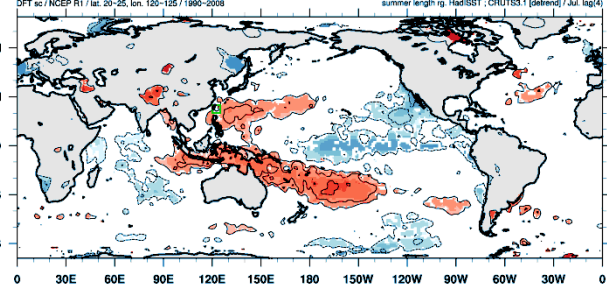 DFT sc / NCEP R1 / lat. 20-25, lon. 120-125 / 1990-2008 summer length rg. HadISST ; CRUTS3.1 [detrend] / Jul. lag(4)
0 30E 60E 90E 120E 150E 180 150W 120W 90W 60W 30W 0